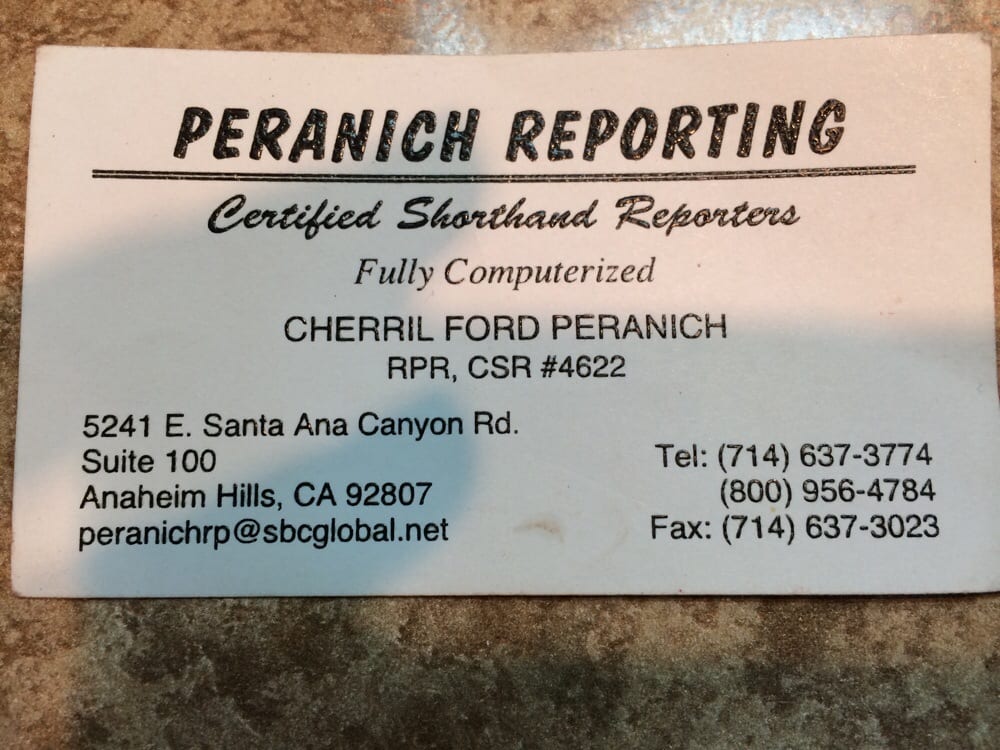 PERANICH REPORTING
Certified Shorthand Reporters
Fully Computerized
CHERRIL FORD PERANICH
RPR, CSR #4622
5241 E. Santa Ana Canyon Rd.
Suite 100
Anaheim Hills, CA 92807
peranichrp@sbcglobal.net
Tel: (714) 637-3774
(800) 956-4784
Fax: (714) 637-3023